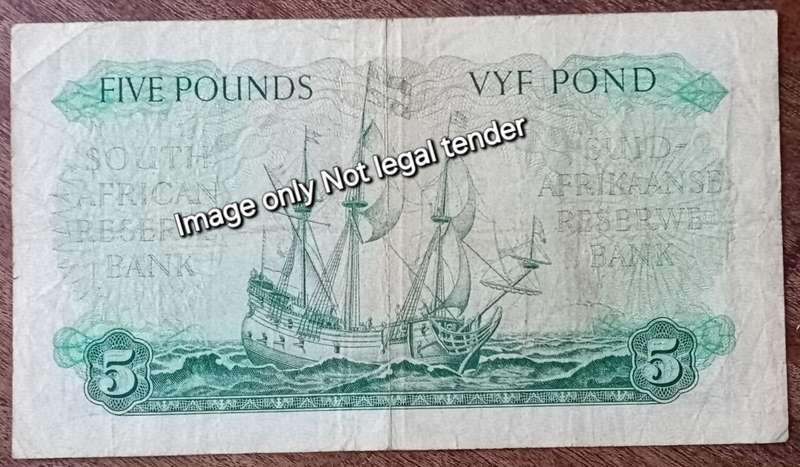 FIVE POUNDS
VYF POND
Image only Not legal tender
SOUTH
AFRICAN
RESERVE
BANK
SUID-
AFRIKAANSE
RESERWE
BANK
5
5